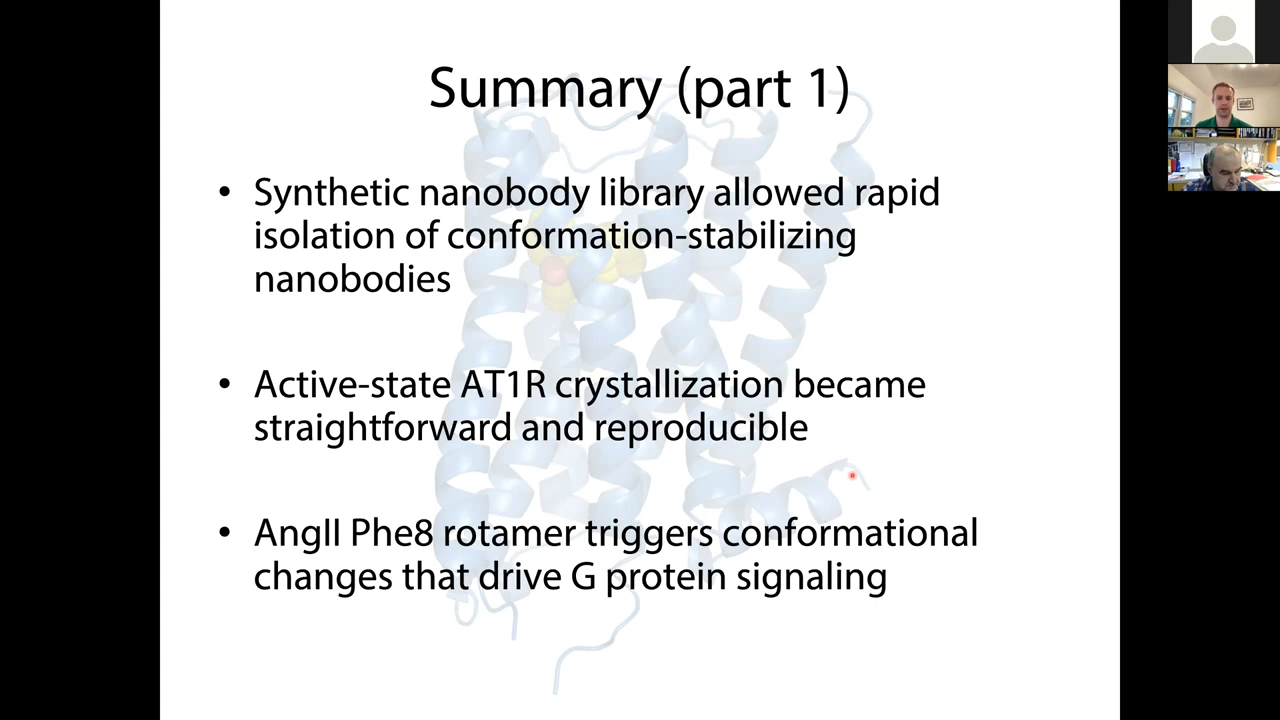 Summary (part 1)
• Synthetic nanobody library allowed rapid
isolation of conformation-stabilizing
nanobodies
• Active-state AT1R crystallization became
straightforward and reproducible
• AngII Phe8 rotamer triggers conformational
changes that drive G protein signaling